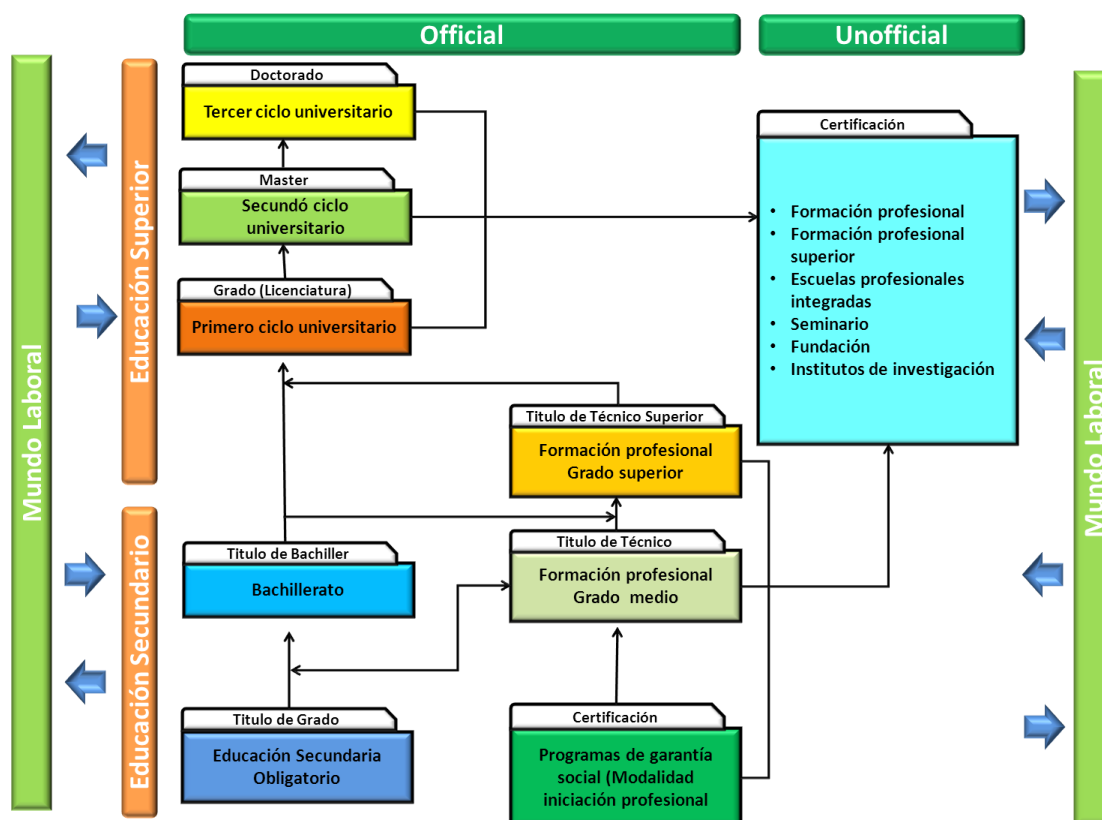 Official
Unofficial
Mundo Laboral
Educación Superior
Educación Secundario
Doctorado
Tercer ciclo universitario
Master
Secundó ciclo
universitario
Grado (Licenciatura)
Primero ciclo universitario
Titulo de Técnico Superior
Formación profesional
Grado superior
Titulo de Bachiller
Bachillerato
Titulo de Técnico
Formación profesional
Grado medio
Titulo de Grado
Educación Secundaria
Obligatorio
Certificación
Programas de garantía
social (Modalidad
iniciación profesional
Certificación
• Formación profesional
• Formación profesional
superior
• Escuelas profesionales
integradas
• Seminario
• Fundación
• Institutos de investigación
Mundo Laboral